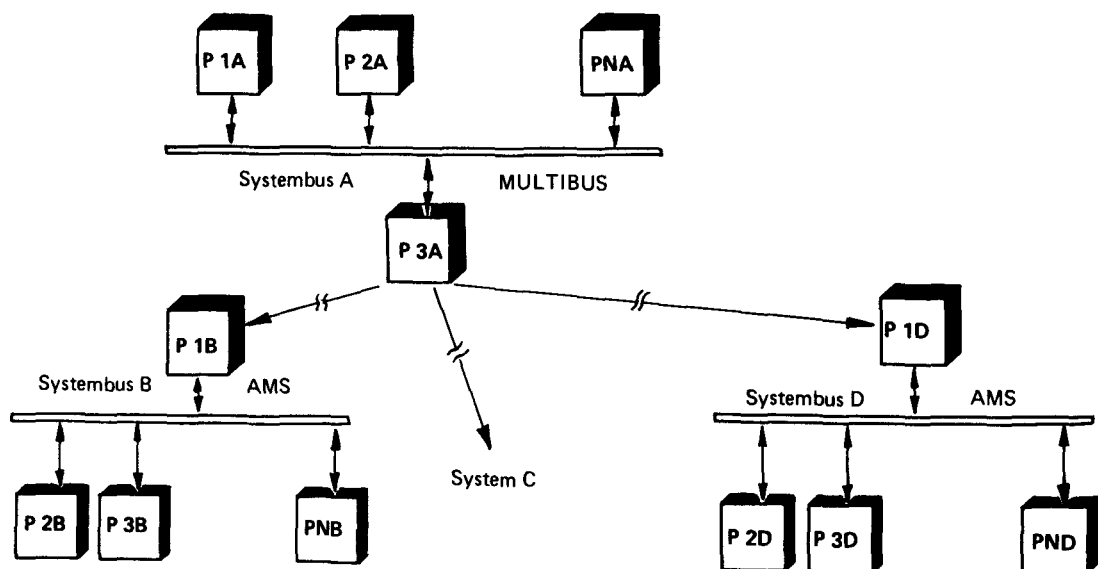 P 1A
P 2A
PNA
Systembus A
MULTIBUS
P 3A
P 1B
P 1D
Systembus B
AMS
Systembus D
AMS
System C
P 2B
P 3B
PNB
P 2D
P 3D
PND